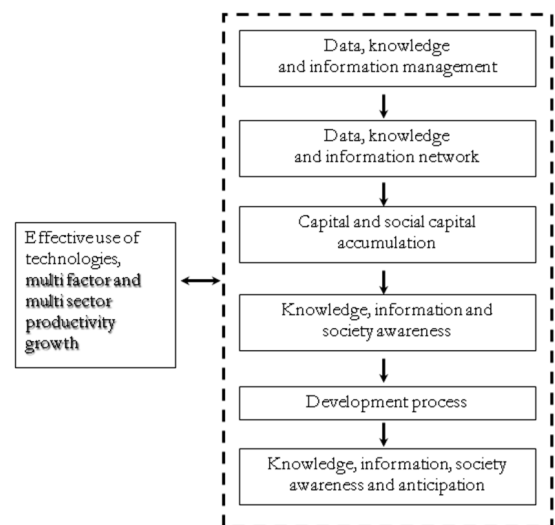 Data, knowledge
and information management
Data, knowledge
and information network
Capital and social capital
accumulation
Effective use of
technologies,
multi factor and
multi sector
productivity
growth
Knowledge, information and
society awareness
Development process
Knowledge, information, society
awareness and anticipation